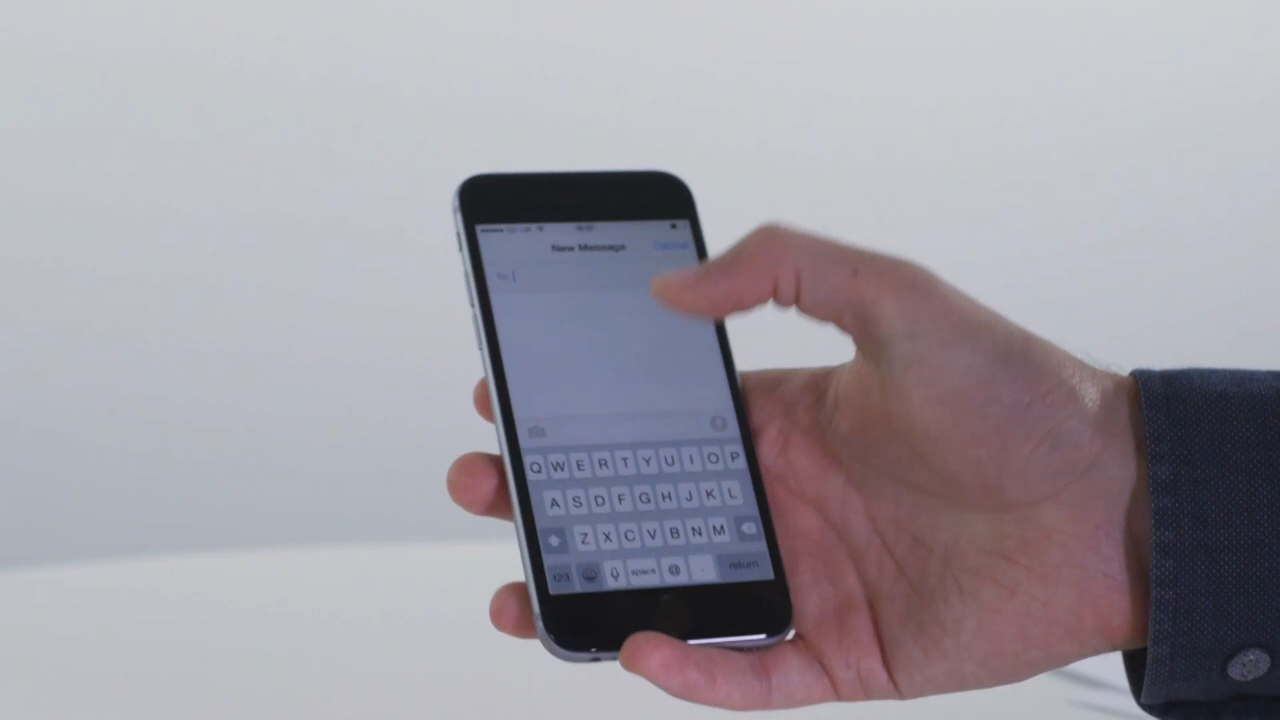 New Message Cancel
To:
Q W E R T Y U I O P
A S D F G H J K L
Z X C V B N M
123 space @ . return